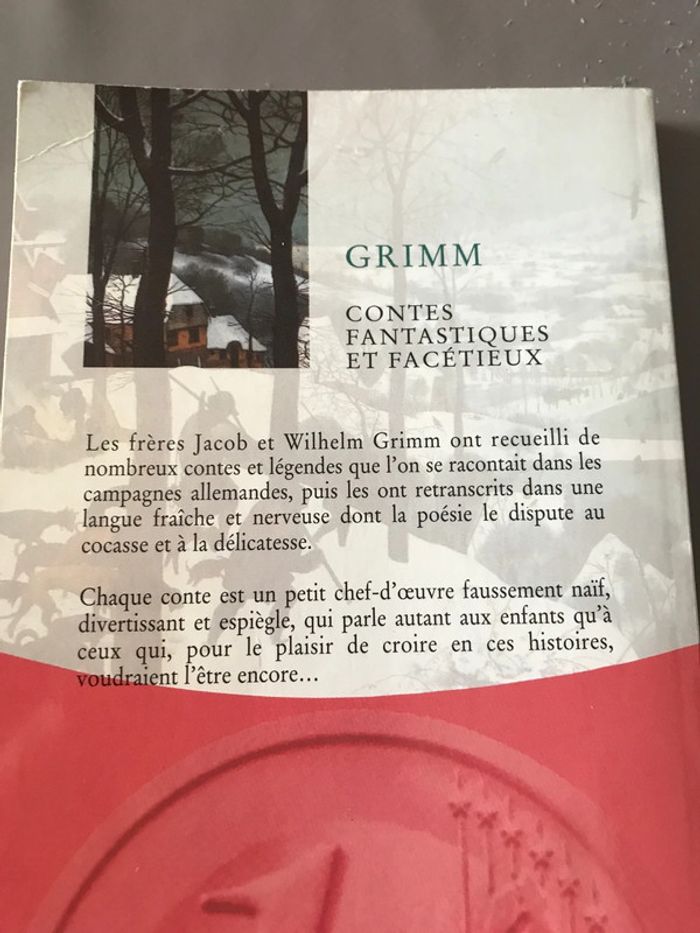 GRIMM
CONTES
FANTASTIQUES
ET FACÉTIEUX
Les frères Jacob et Wilhelm Grimm ont recueilli de
nombreux contes et légendes que l'on se racontait dans les
campagnes allemandes, puis les ont retranscrits dans une
langue fraîche et nerveuse dont la poésie le dispute au
cocasse et à la délicatesse.
Chaque conte est un petit chef-d'œuvre faussement naïf,
divertissant et espiègle, qui parle autant aux enfants qu'à
ceux qui, pour le plaisir de croire en ces histoires,
voudraient l'être encore...